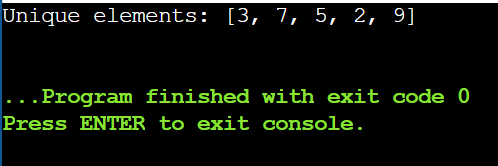 Unique elements: [3, 7, 5, 2, 9]
...Program finished with exit code 0
Press ENTER to exit console.